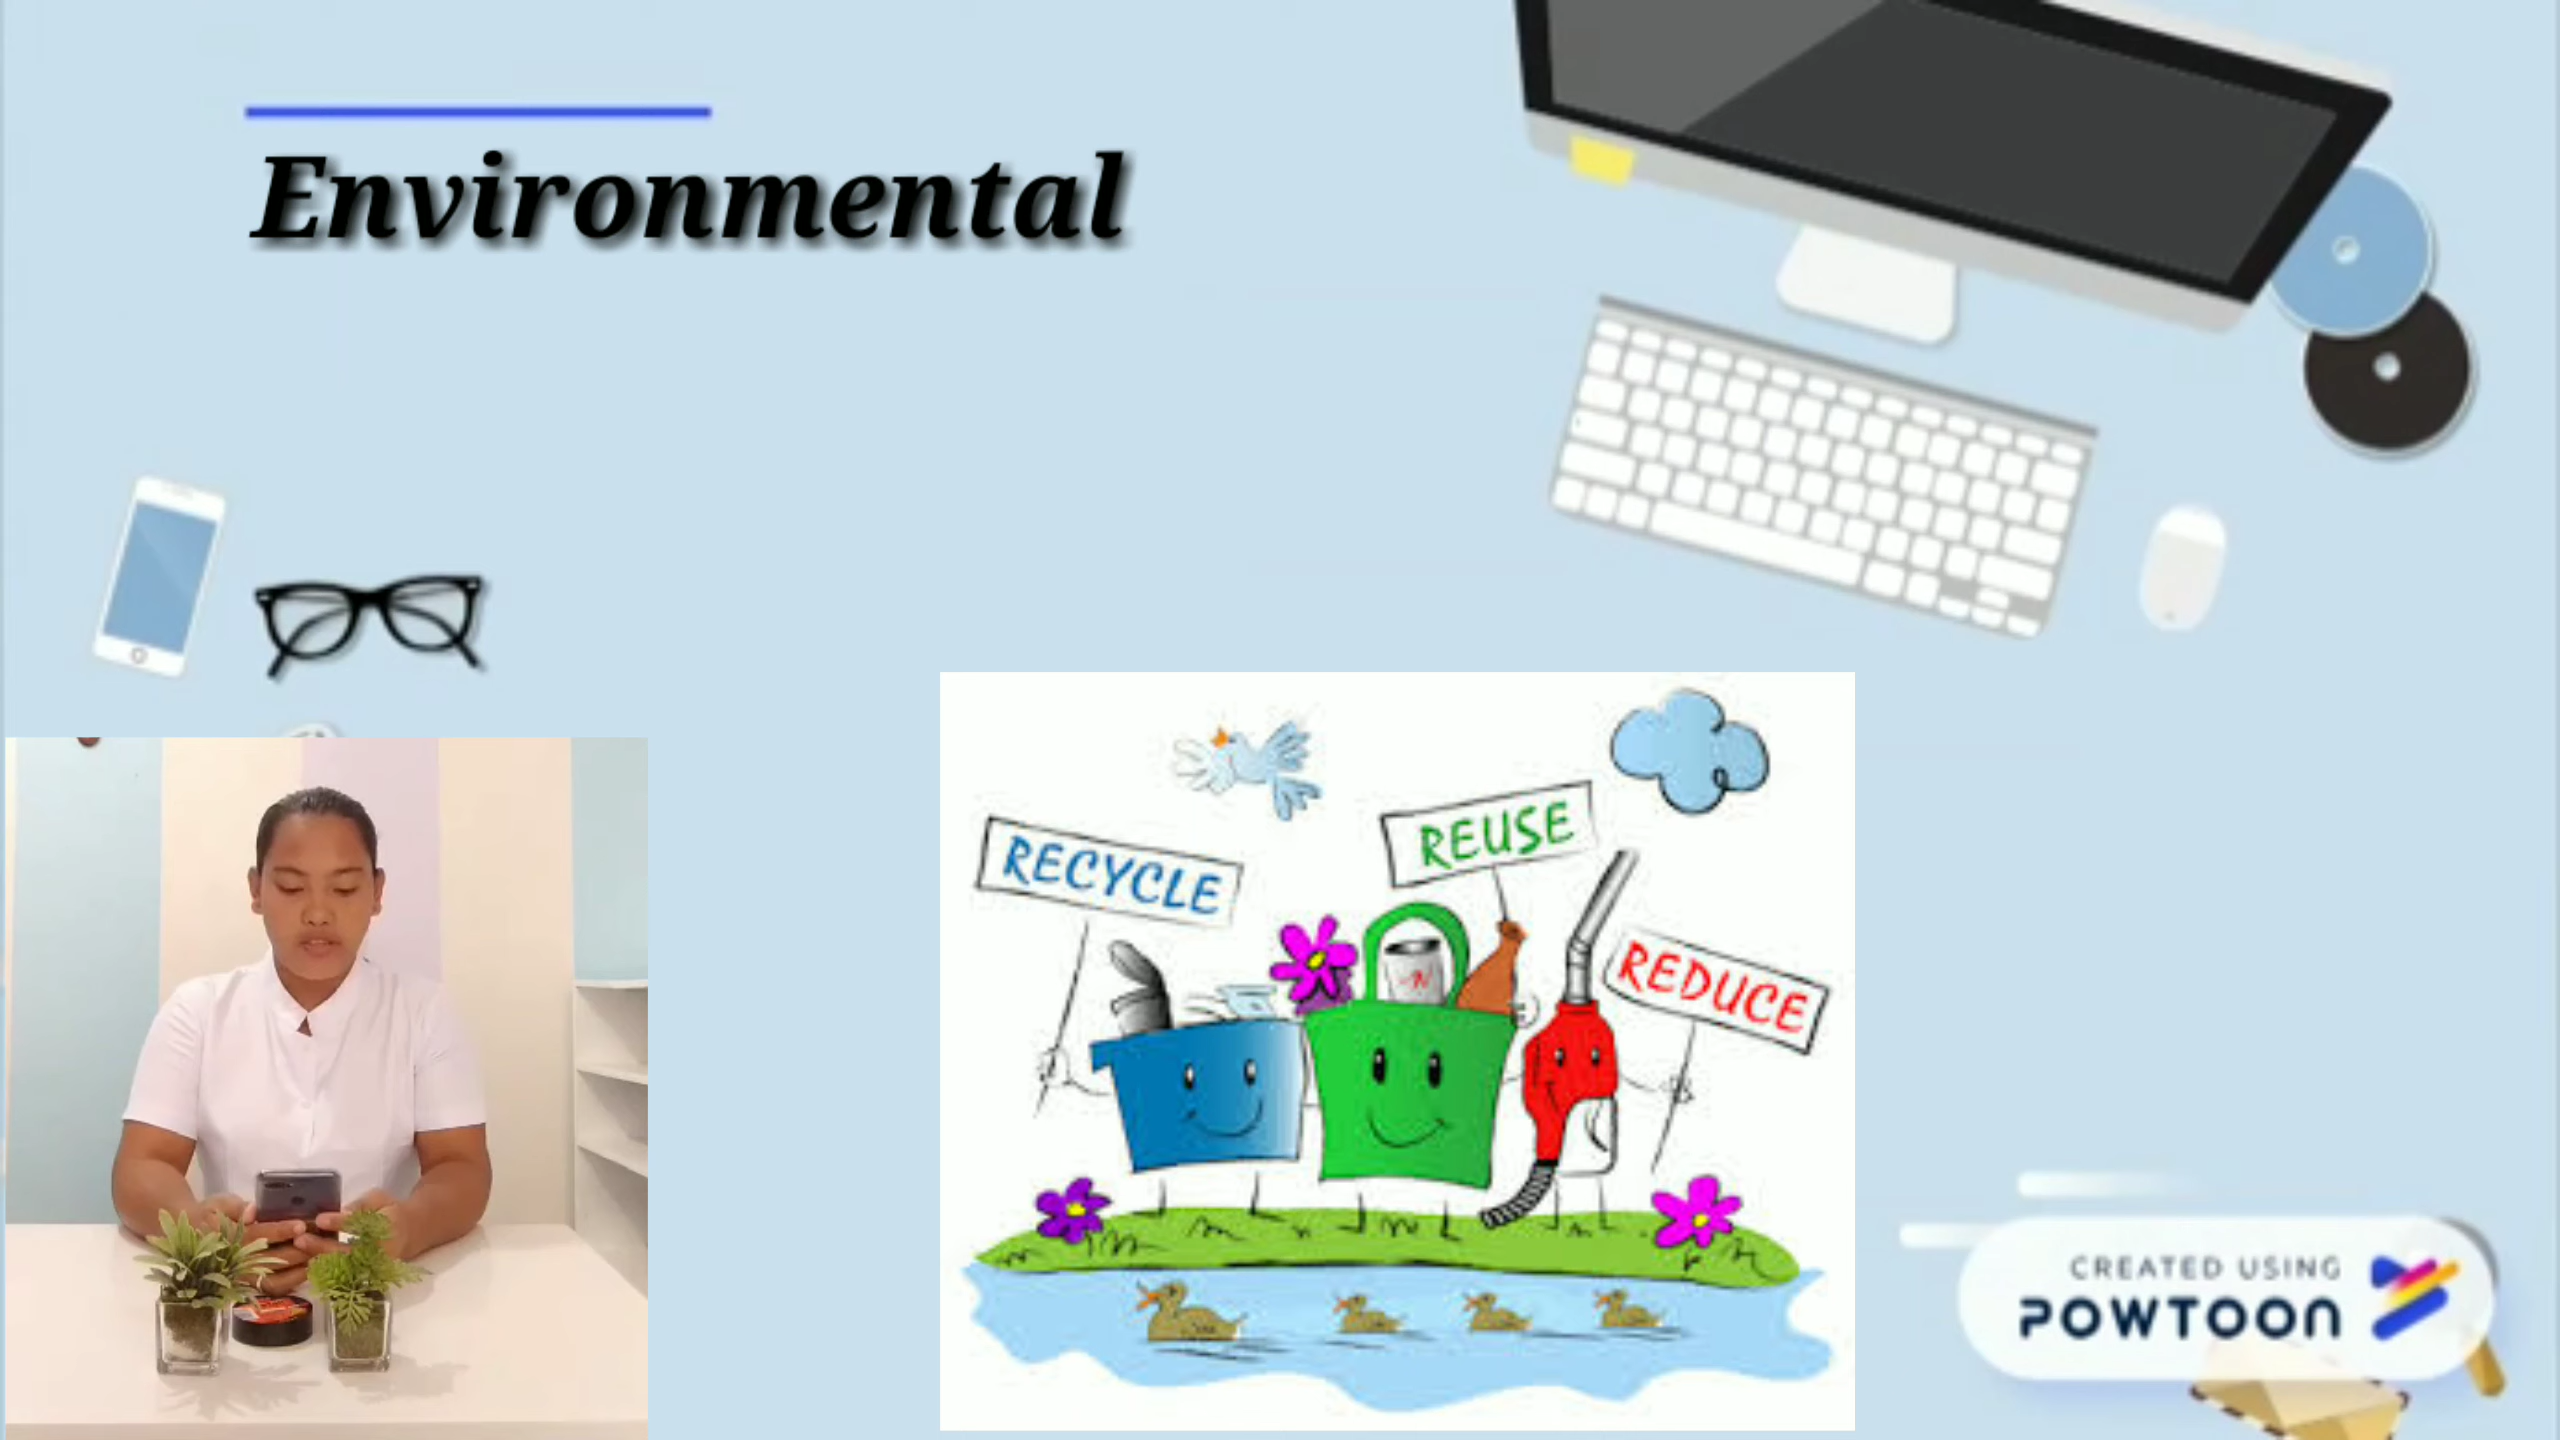 Environmental
RECYCLE
REUSE
REDUCE
CREATED USING
POWTOON